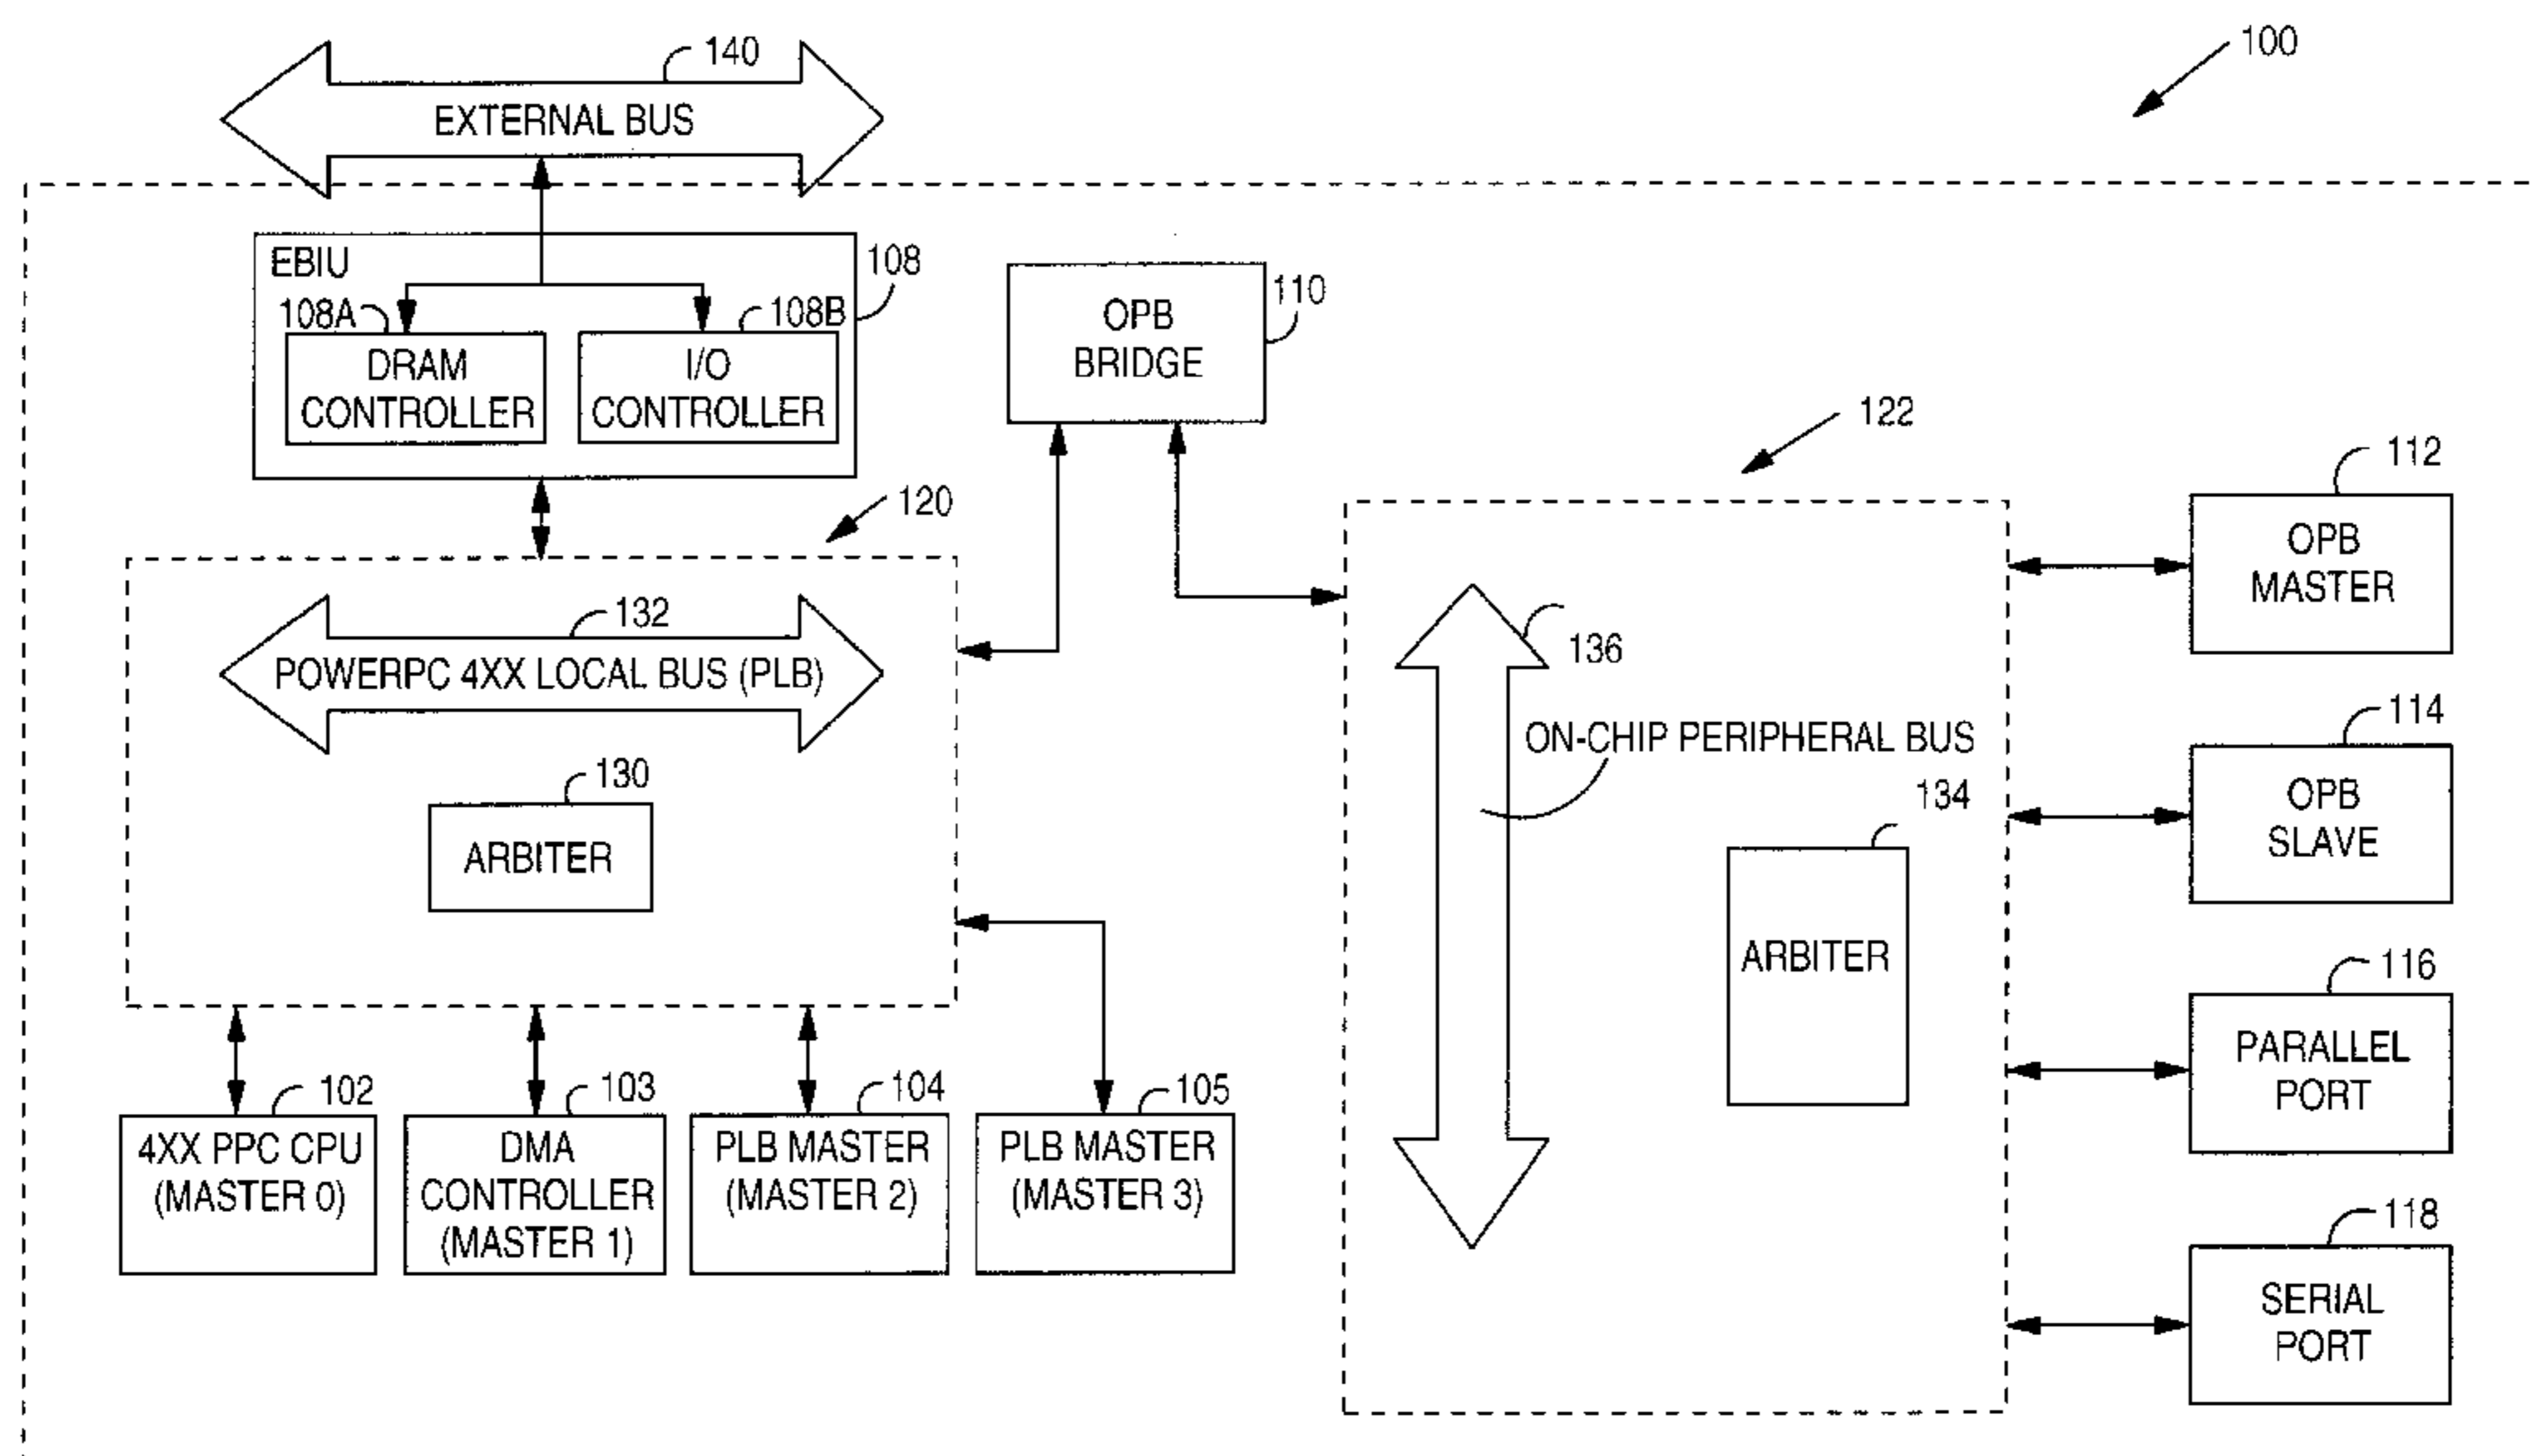 140
100
EXTERNAL BUS
EBIU
108
108A
108B
DRAM
CONTROLLER
I/O
CONTROLLER
OPB
BRIDGE
110
120
122
112
OPB
MASTER
132
POWERPC 4XX LOCAL BUS (PLB)
130
ARBITER
136
ON-CHIP PERIPHERAL BUS
134
ARBITER
114
OPB
SLAVE
116
PARALLEL
PORT
118
SERIAL
PORT
102
4XX PPC CPU
(MASTER 0)
103
DMA
CONTROLLER
(MASTER 1)
104
PLB MASTER
(MASTER 2)
105
PLB MASTER
(MASTER 3)